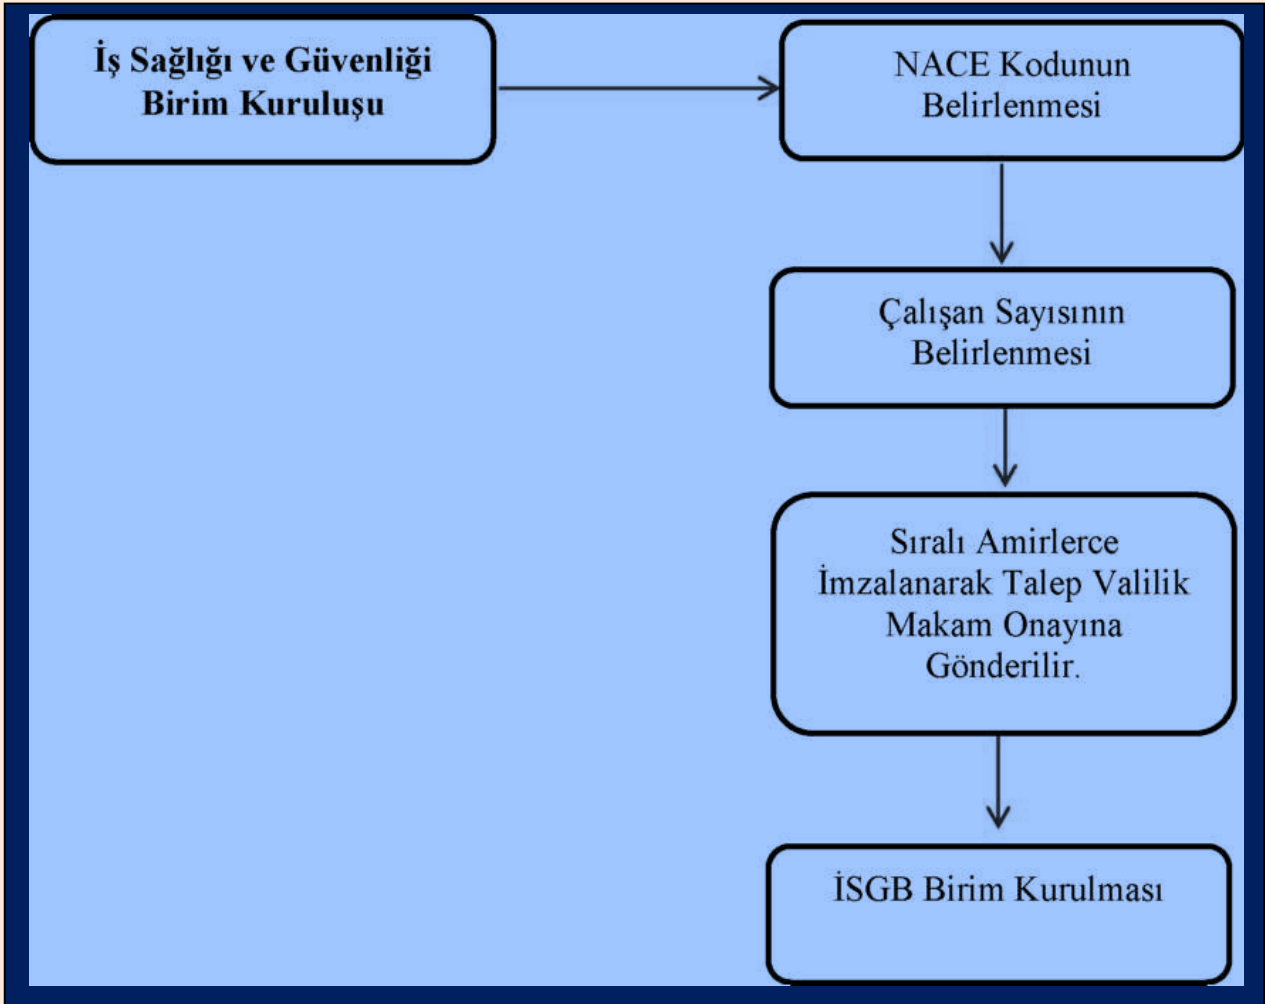 İş Sağlığı ve Güvenliği
Birim Kuruluşu
NACE Kodunun
Belirlenmesi
Çalışan Sayısının
Belirlenmesi
Sıralı Amirlerce
İmzalanarak Talep Valilik
Makam Onayına
Gönderilir.
İSGB Birim Kurulması